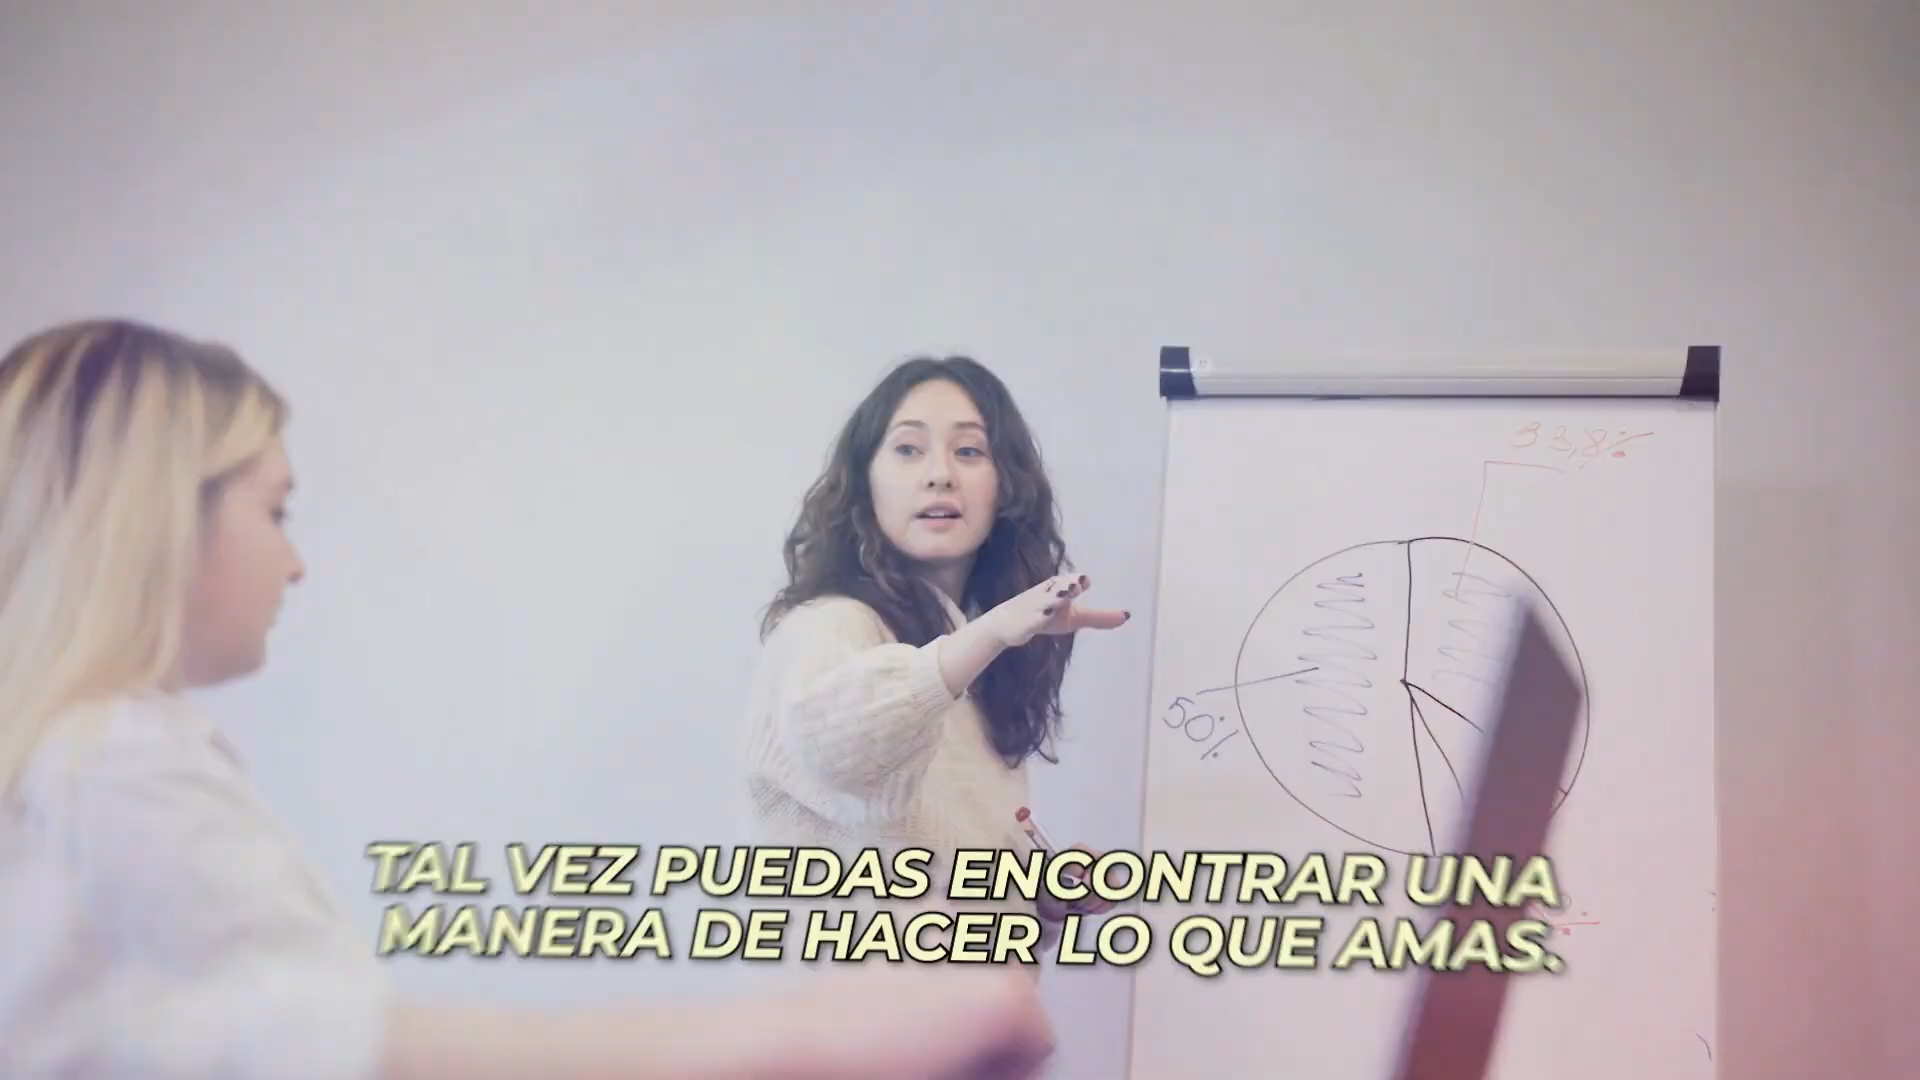 33,8%
50%
TAL VEZ PUEDAS ENCONTRAR UNA
MANERA DE HACER LO QUE AMAS.